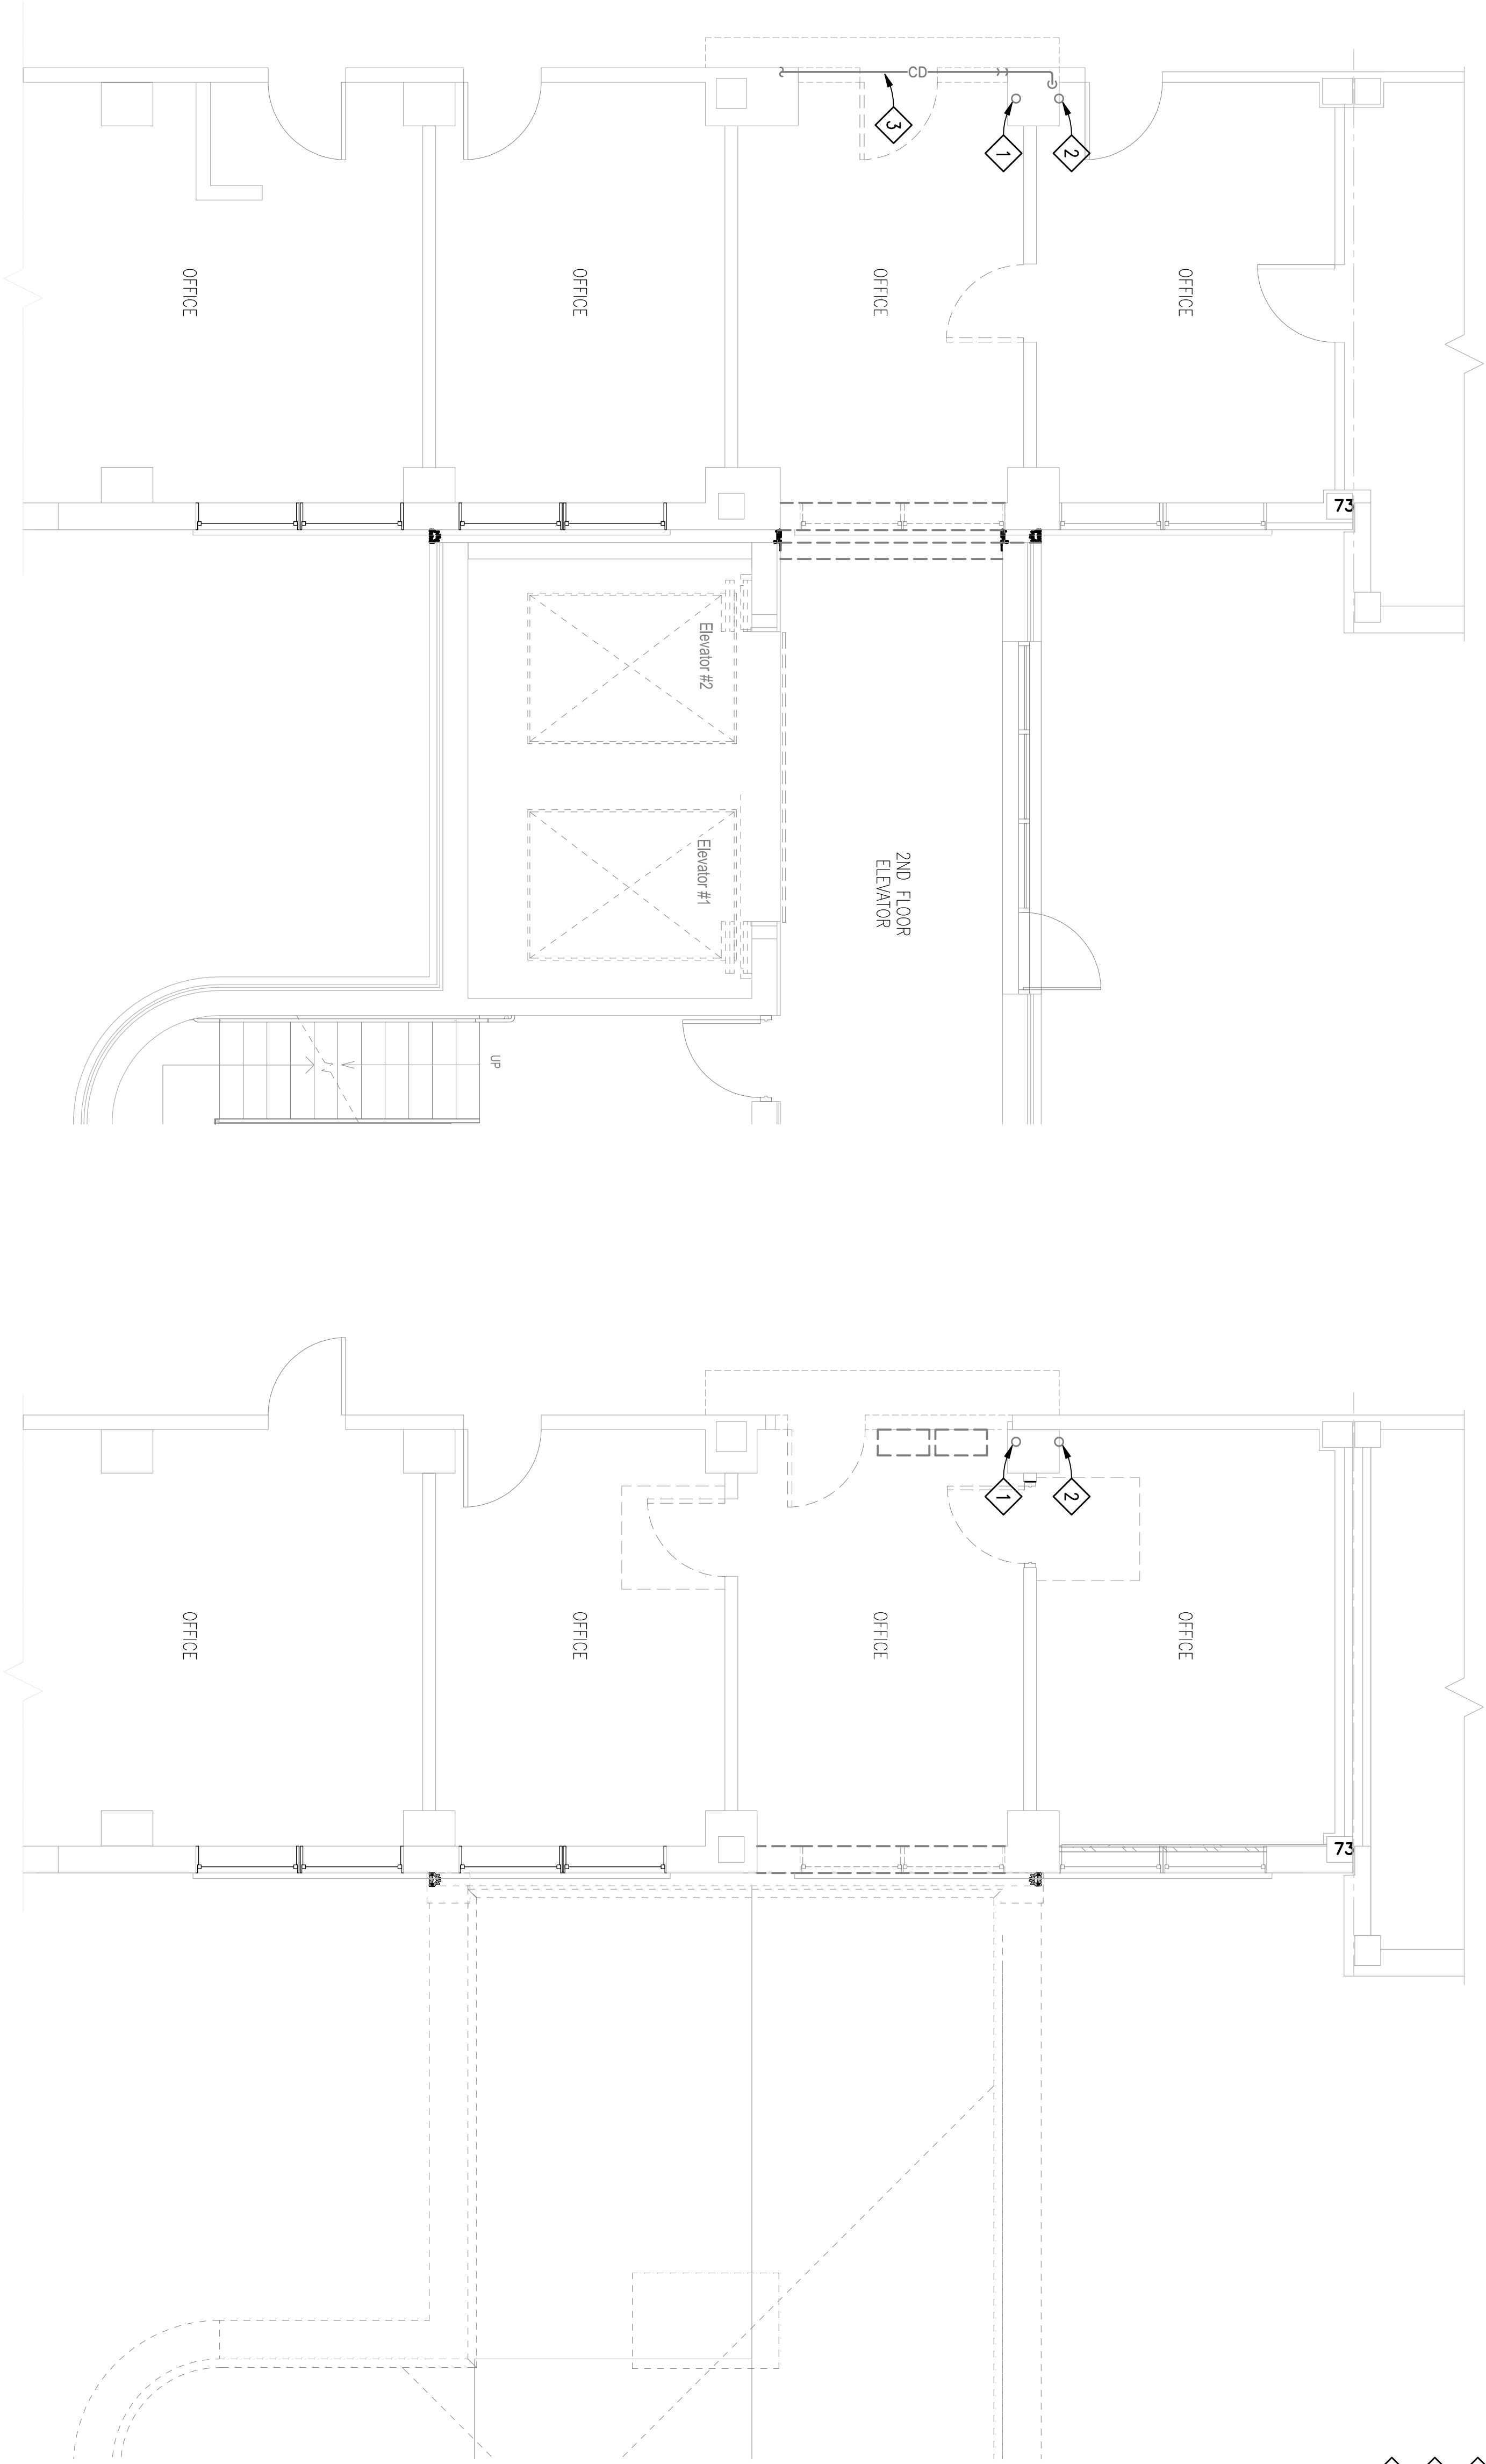 CD
3
1
2
OFFICE
OFFICE
OFFICE
OFFICE
73
Elevator #2
Elevator #1
2ND FLOOR
ELEVATOR
UP
1
2
OFFICE
OFFICE
OFFICE
OFFICE
73